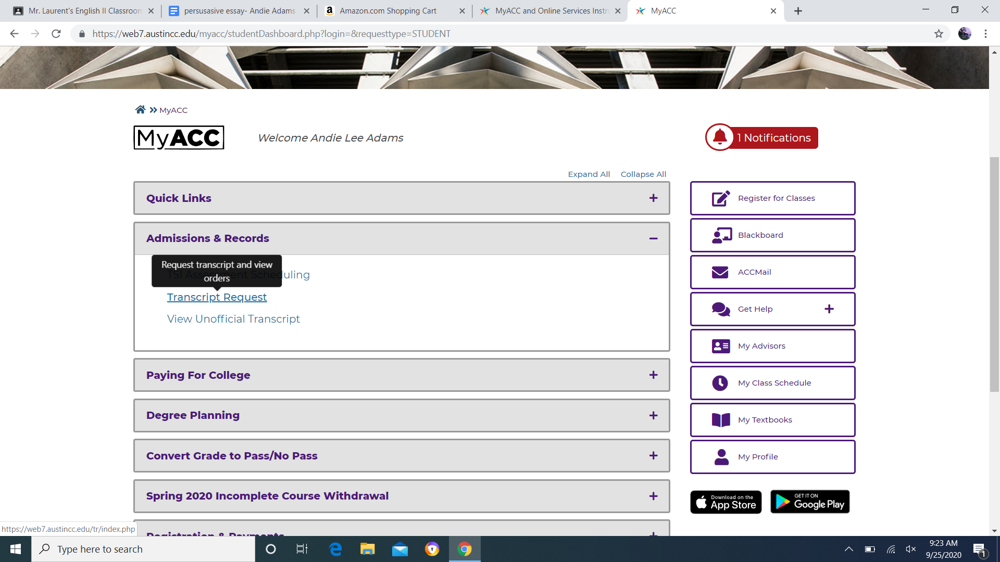 Mr. Laurent's English II Classroom
persusasive essay- Andie Adams
Amazon.com Shopping Cart
MyACC and Online Services Instr
MyACC
https://web7.austincc.edu/myacc/studentDashboard.php?login=&requesttype=STUDENT
MyACC
MyACC
Welcome Andie Lee Adams
1 Notifications
Expand All
Collapse All
Quick Links
Register for Classes
Blackboard
Admissions & Records
Request transcript and view
orders
TSI Assessment Scheduling
ACCMail
Transcript Request
Get Help
View Unofficial Transcript
My Advisors
Paying For College
My Class Schedule
Degree Planning
My Textbooks
Convert Grade to Pass/No Pass
My Profile
Spring 2020 Incomplete Course Withdrawal
Download on the
App Store
GET IT ON
Google Play
Registration & Payments
https://web7.austincc.edu/tr/index.php
Type here to search
9:23 AM
9/25/2020
1